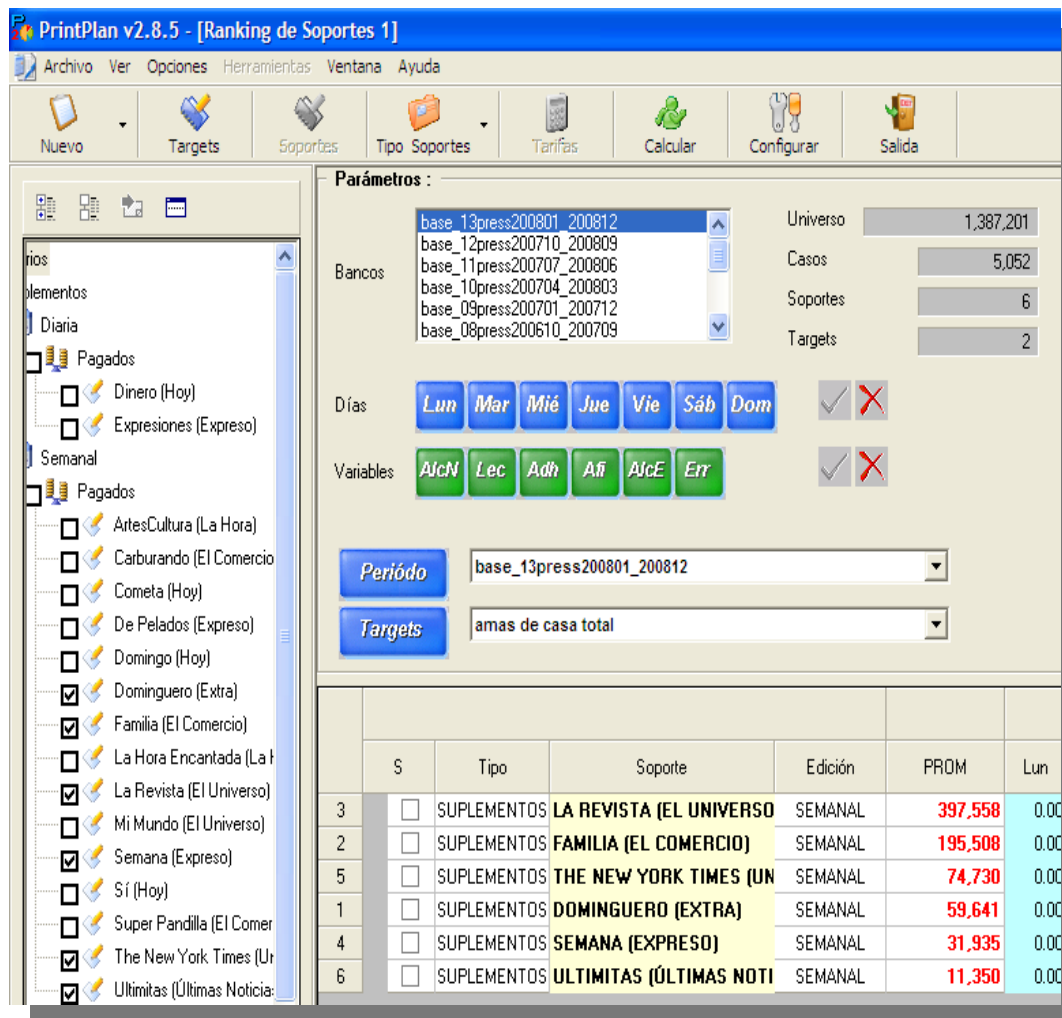 PrintPlan v2.8.5 - [Ranking de Soportes 1]
Archivo Ver Opciones Herramientas Ventana Ayuda
Nuevo Targets Soportes Tipo Soportes Tarifas Calcular Configurar Salida
Parámetros :
Bancos
base_13press200801_200812
base_12press200710_200809
base_11press200707_200806
base_10press200704_200803
base_09press200701_200712
base_08press200610_200709
Universo 1,387,201
Casos 5,052
Soportes 6
Targets 2
Días Lun Mar Mié Jue Vie Sáb Dom
Variables AlcN Lec Adh Afi AlcE Err
Periódo base_13press200801_200812
Targets amas de casa total
rios
plementos
Diaria
Pagados
Dinero (Hoy)
Expresiones (Expreso)
Semanal
Pagados
ArtesCultura (La Hora)
Carburando (El Comercio
Cometa (Hoy)
De Pelados (Expreso)
Domingo (Hoy)
Dominguero (Extra)
Familia (El Comercio)
La Hora Encantada (La H
La Revista (El Universo)
Mi Mundo (El Universo)
Semana (Expreso)
Sí (Hoy)
Super Pandilla (El Comer
The New York Times (Un
Ultimitas (Últimas Noticia:
S Tipo Soporte Edición PROM Lun
3 SUPLEMENTOS LA REVISTA (EL UNIVERSO SEMANAL 397,558 0.00
2 SUPLEMENTOS FAMILIA (EL COMERCIO) SEMANAL 195,508 0.00
5 SUPLEMENTOS THE NEW YORK TIMES (UN SEMANAL 74,730 0.00
1 SUPLEMENTOS DOMINGUERO (EXTRA) SEMANAL 59,641 0.00
4 SUPLEMENTOS SEMANA (EXPRESO) SEMANAL 31,935 0.00
6 SUPLEMENTOS ULTIMITAS (ÚLTIMAS NOTI SEMANAL 11,350 0.00